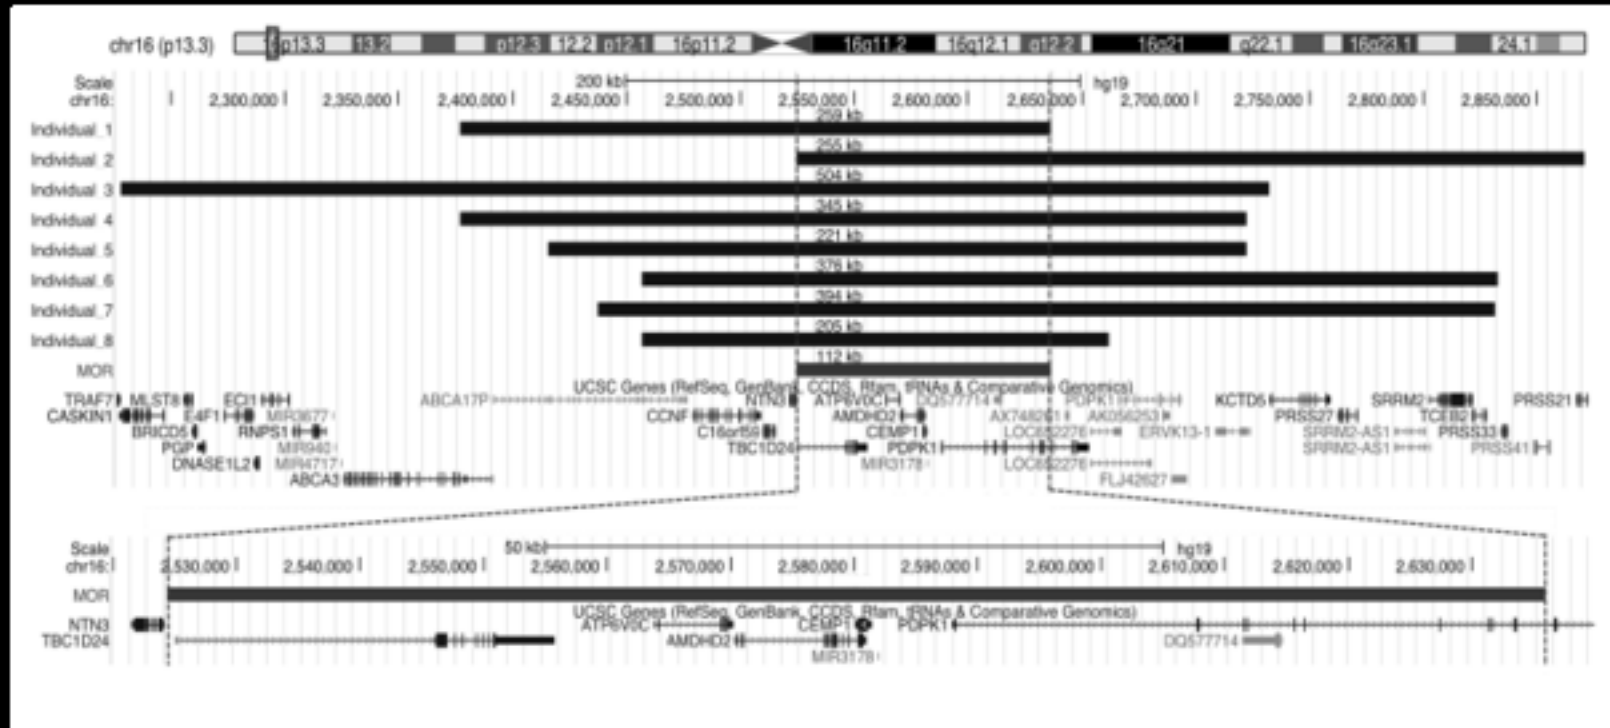 chr16 (p13.3) p13.3 13.2 p12.3 12.2 p12.1 16p11.2 16q11.2 16q12.1 q12.2 16q21 q22.1 16q23.1 24.1
Scale 200 kb hg19
chr16: 2,300,000 2,350,000 2,400,000 2,450,000 2,500,000 2,550,000 2,600,000 2,650,000 2,700,000 2,750,000 2,800,000 2,850,000
259 kb
Individual_1
255 kb
Individual_2
504 kb
Individual_3
345 kb
Individual_4
221 kb
Individual_5
376 kb
Individual_6
394 kb
Individual_7
205 kb
Individual_8
112 kb
MOR
UCSC Genes (RefSeq, GenBank, CCDS, Rfam, tRNAs & Comparative Genomics)
TRAF7 MLST8 ECI1 ABCA17P NTN3 ATP6V0C DQ577714 PDPK1 KCTD5 SRRM2 PRSS21
CASKIN1 E4F1 MIR3677 CCNF AMDHD2 AX748261 AK056253 PRSS27 TCEB2
BRICD5 RNPS1 MIR940 C16orf59 CEMP1 LOC652276 ERVK13-1 SRRM2-AS1 PRSS33
PGP MIR4717 TBC1D24 PDPK1 SRRM2-AS1 PRSS41
DNASE1L2 MIR3178 LOC652276
ABCA3 FLJ42627
Scale 50 kb hg19
chr16: 2,530,000 2,540,000 2,550,000 2,560,000 2,570,000 2,580,000 2,590,000 2,600,000 2,610,000 2,620,000 2,630,000
MOR
UCSC Genes (RefSeq, GenBank, CCDS, Rfam, tRNAs & Comparative Genomics)
NTN3 ATP6V0C CEMP1 PDPK1
TBC1D24 AMDHD2 DQ577714
MIR3178